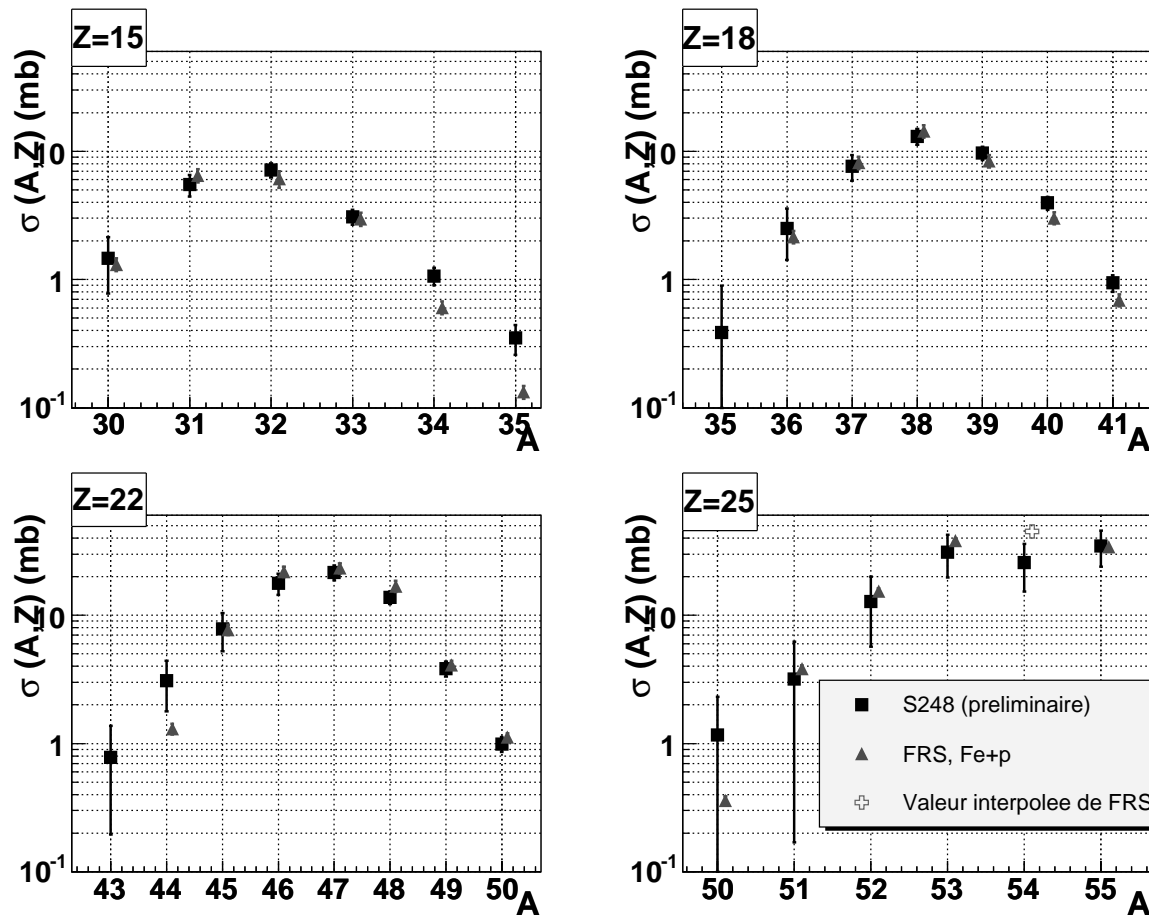 Z=15
σ (A,Z) (mb)
10
1
10-1
30 31 32 33 34 35
A
Z=18
σ (A,Z) (mb)
10
1
10-1
35 36 37 38 39 40 41
A
Z=22
σ (A,Z) (mb)
10
1
10-1
43 44 45 46 47 48 49 50
A
Z=25
σ (A,Z) (mb)
10
1
10-1
50 51 52 53 54 55
A
S248 (preliminaire)
FRS, Fe+p
Valeur interpolee de FRS